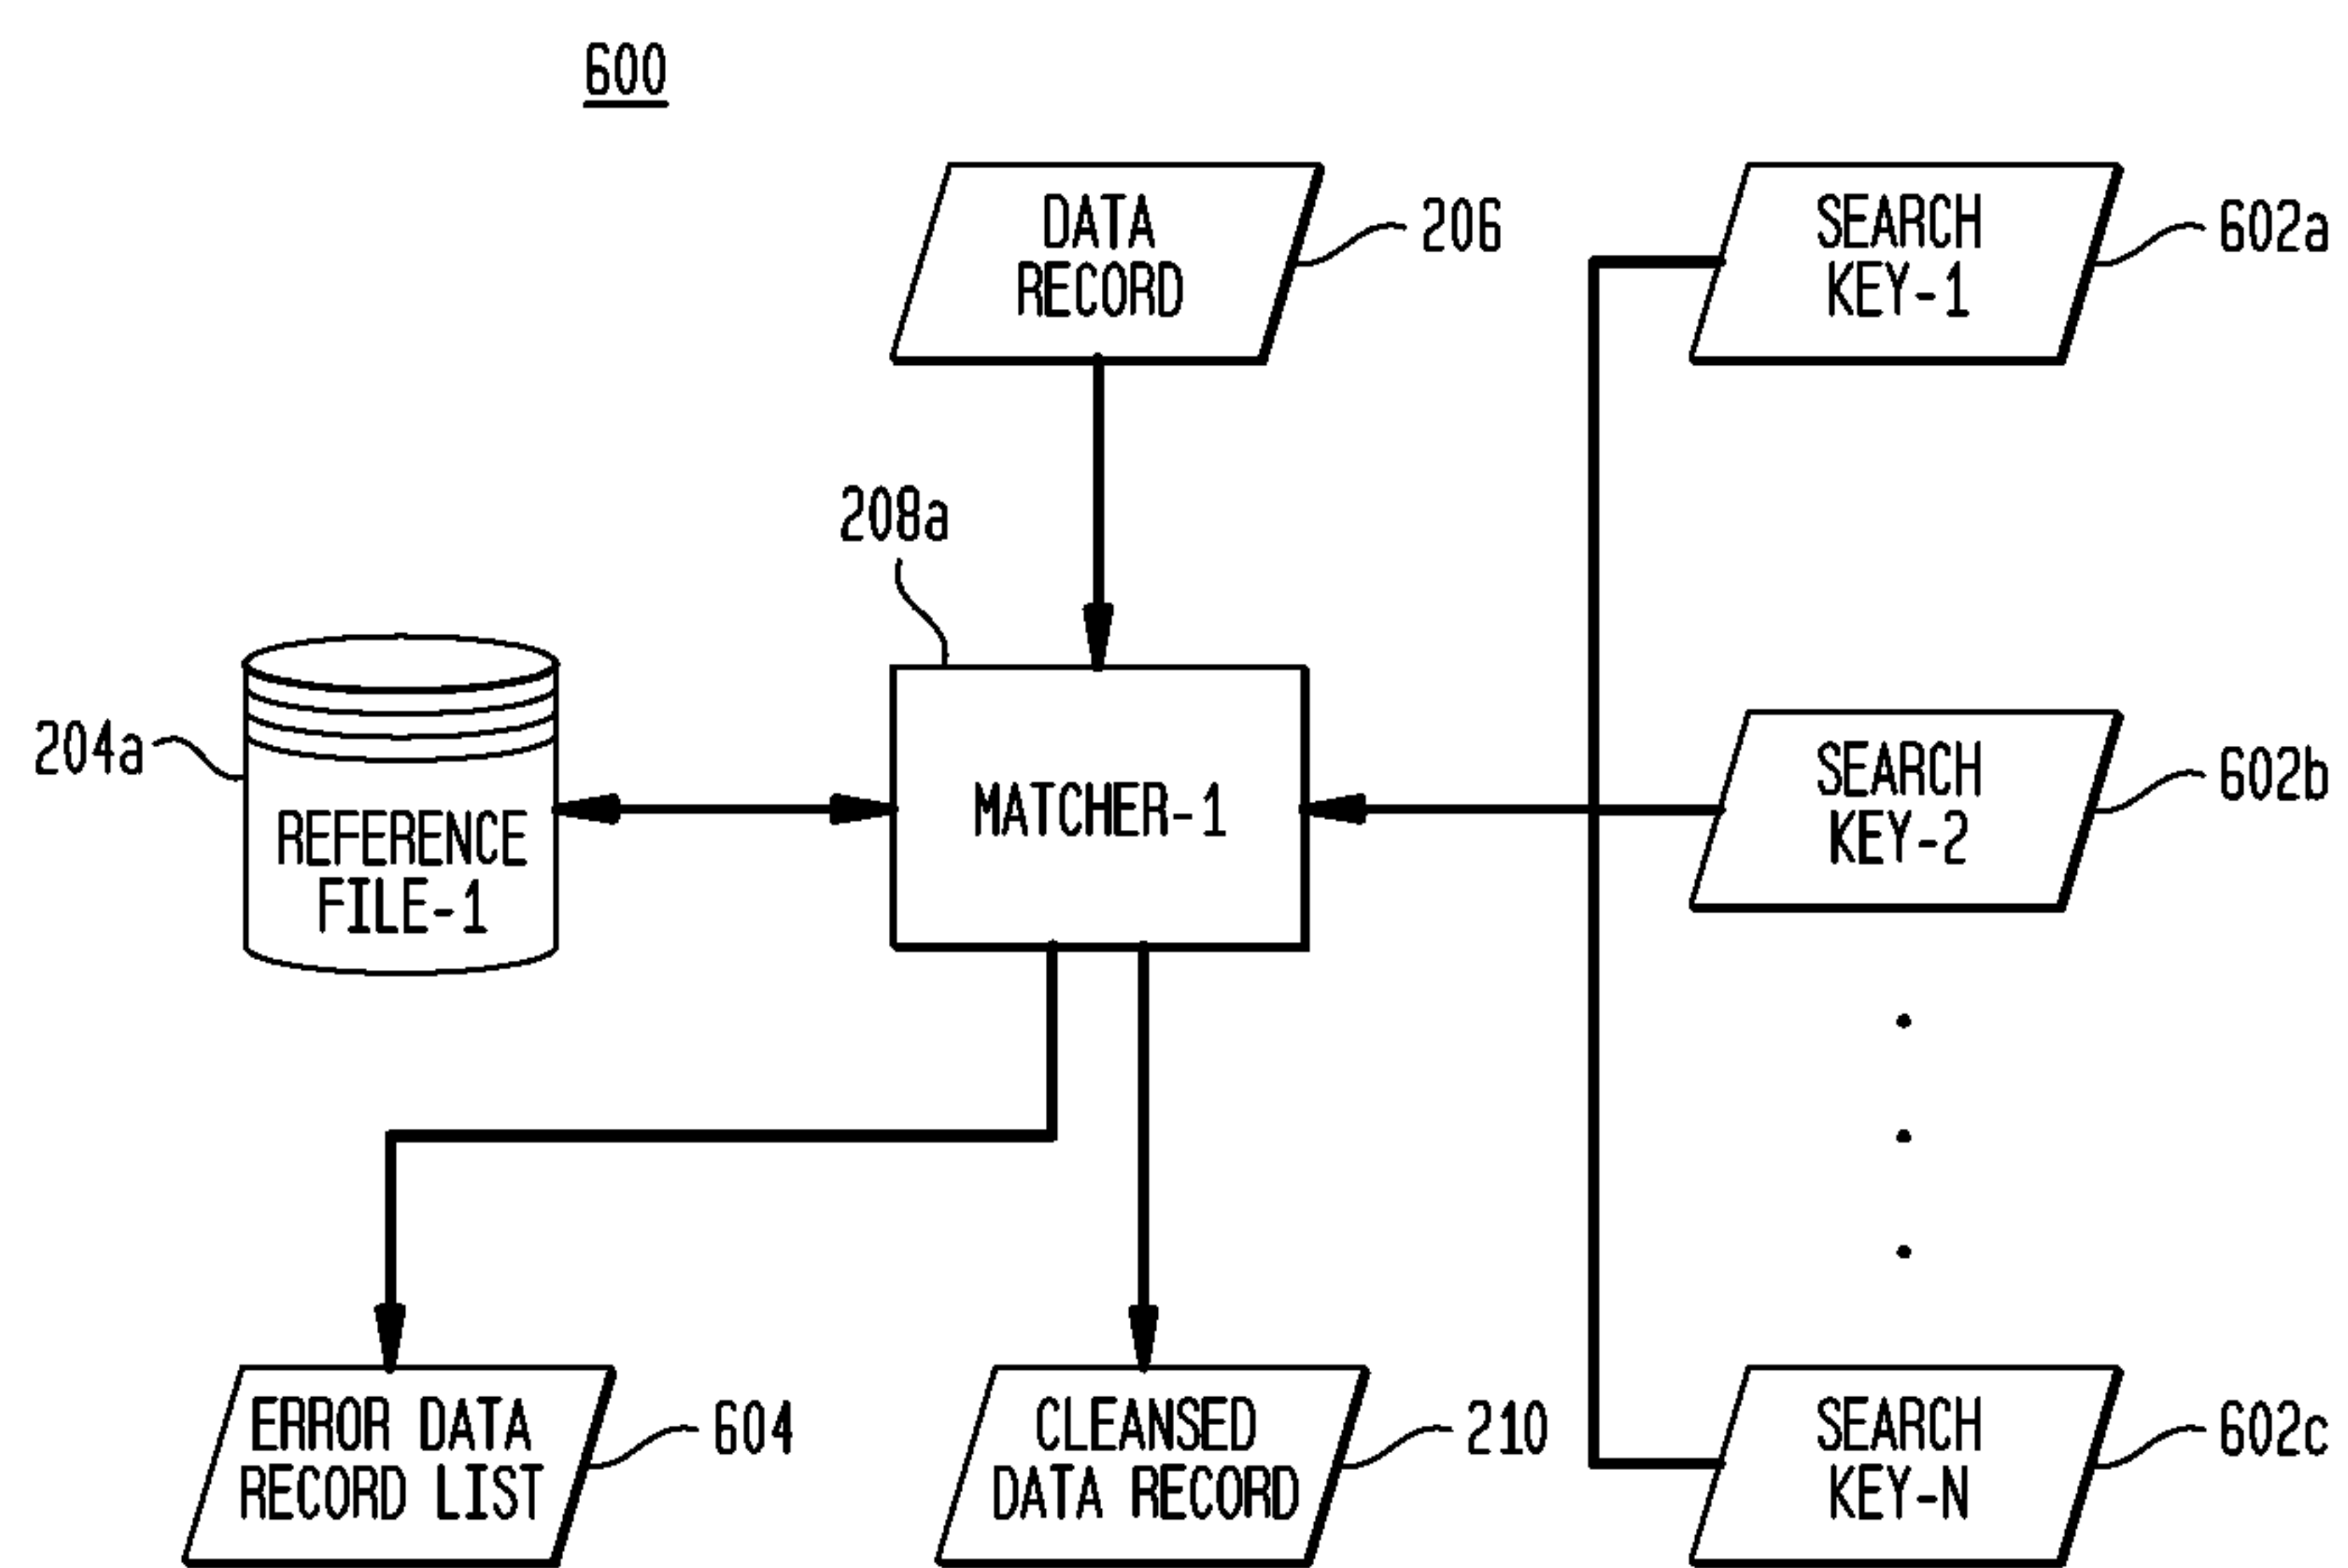 600
DATA
RECORD
206
SEARCH
KEY-1
602a
208a
204a
REFERENCE
FILE-1
MATCHER-1
SEARCH
KEY-2
602b
ERROR DATA
RECORD LIST
604
CLEANSED
DATA RECORD
210
SEARCH
KEY-N
602c